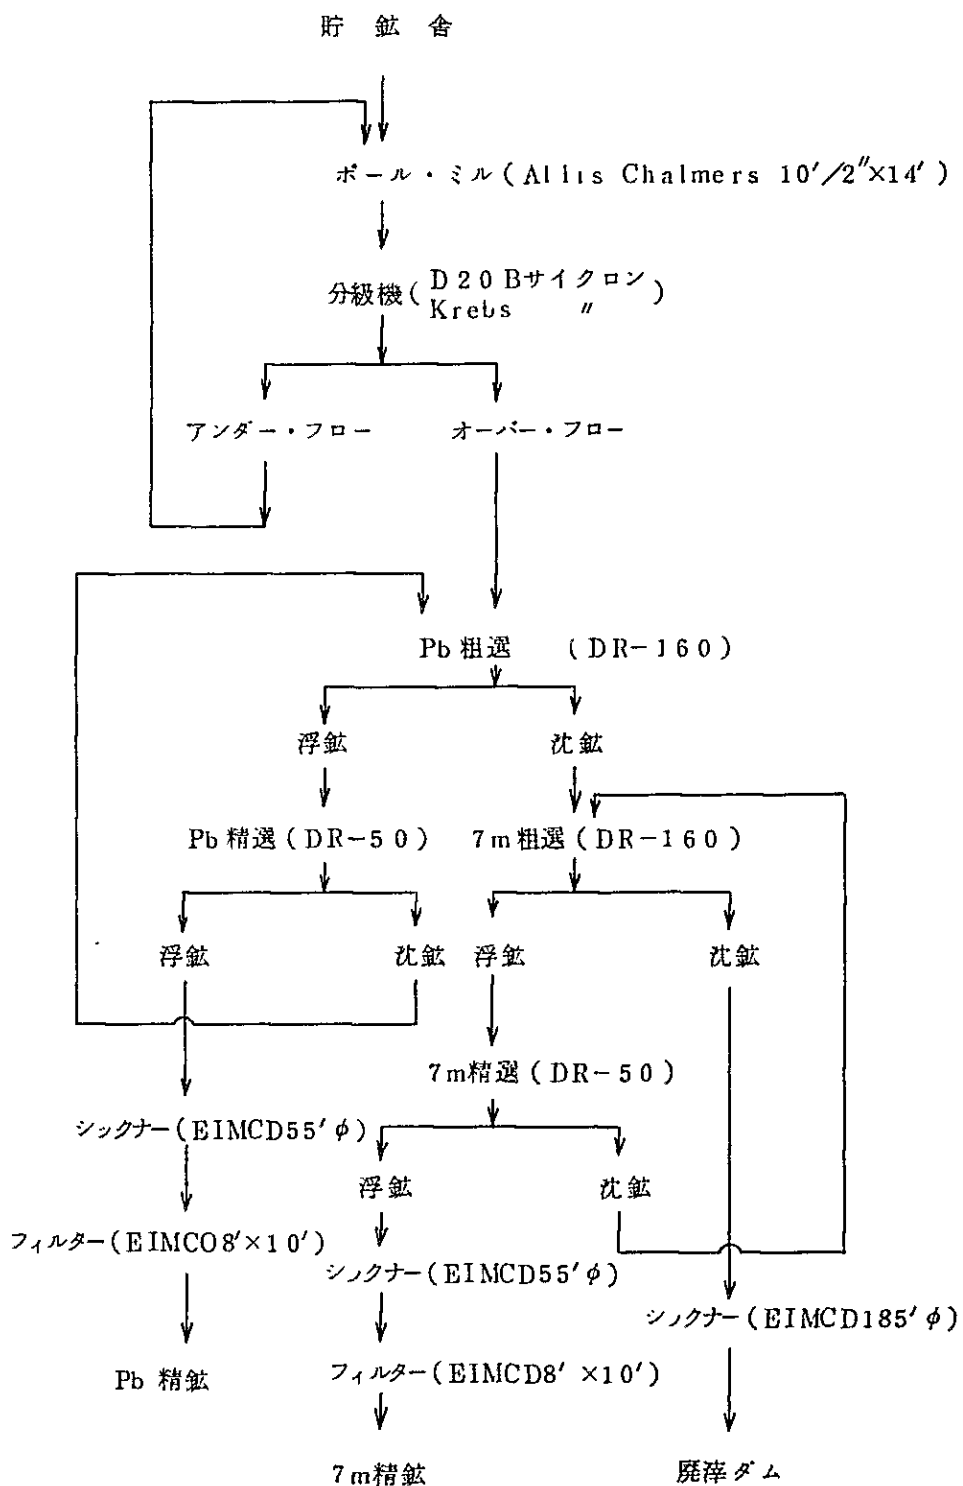 貯鉱舎
ボール・ミル(Allis Chalmers 10′/2″×14′)
分級機(D20Bサイクロン
Krebs 〃)
アンダー・フロー オーバー・フロー
Pb粗選 (DR-160)
浮鉱 沈鉱
Pb精選(DR-50) 7m粗選(DR-160)
浮鉱 沈鉱 浮鉱 沈鉱
7m精選(DR-50)
シックナー(EIMCD55′φ)
浮鉱 沈鉱
フィルター(EIMCO8′×10′)
シックナー(EIMCD55′φ)
シックナー(EIMCD185′φ)
Pb精鉱 フィルター(EIMCD8′×10′)
7m精鉱 廃滓ダム